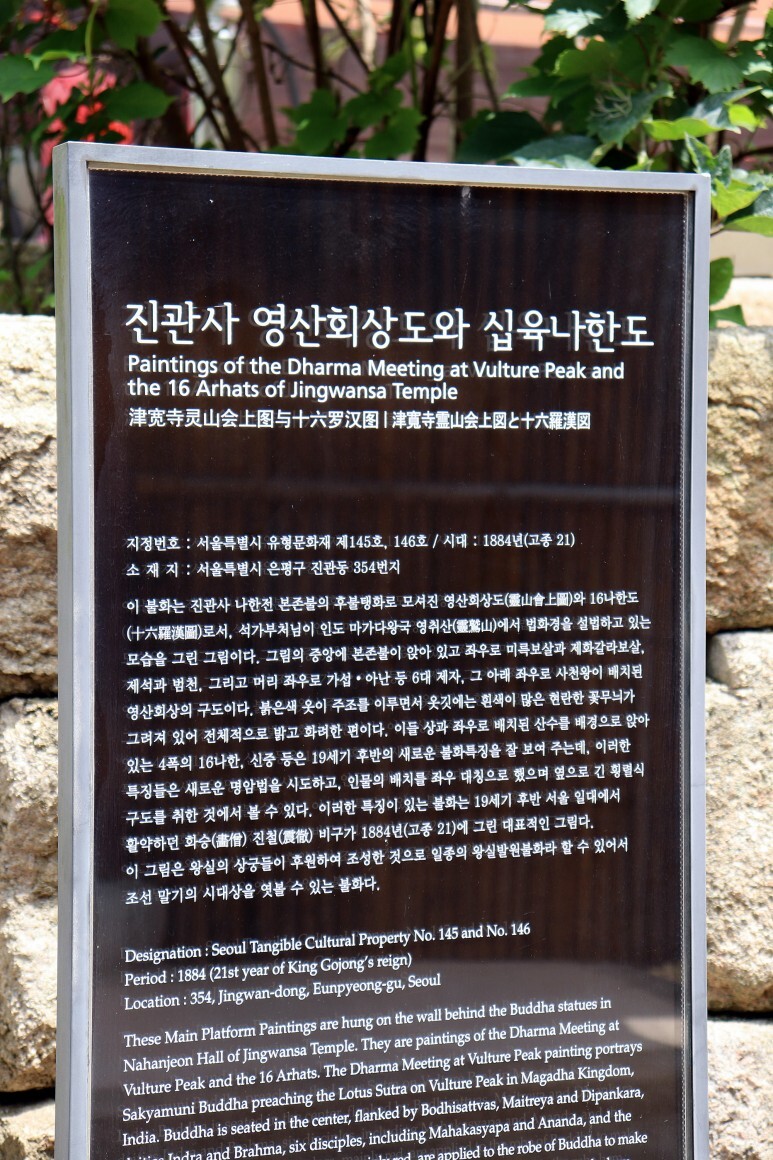 진관사 영산회상도와 십육나한도
Paintings of the Dharma Meeting at Vulture Peak and
the 16 Arhats of Jingwansa Temple
津宽寺灵山会上图与十六罗汉图 | 津寛寺霊山会上図と十六羅漢図
지정번호 : 서울특별시 유형문화재 제145호, 146호 / 시대 : 1884년(고종 21)
소 재 지 : 서울특별시 은평구 진관동 354번지
이 불화는 진관사 나한전 본존불의 후불탱화로 모셔진 영산회상도(靈山會上圖)와 16나한도
(十六羅漢圖)로서, 석가부처님이 인도 마가다왕국 영취산(靈鷲山)에서 법화경을 설법하고 있는
모습을 그린 그림이다. 그림의 중앙에 본존불이 앉아 있고 좌우로 미륵보살과 제화갈라보살,
제석과 범천, 그리고 머리 좌우로 가섭 • 아난 등 6대 제자, 그 아래 좌우로 사천왕이 배치된
영산회상의 구도이다. 붉은색 옷이 주조를 이루면서 옷깃에는 흰색이 많은 현란한 꽃무늬가
그려져 있어 전체적으로 밝고 화려한 편이다. 이들 상과 좌우로 배치된 산수를 배경으로 앉아
있는 4폭의 16나한, 신중 등은 19세기 후반의 새로운 불화특징을 잘 보여 주는데, 이러한
특징들은 새로운 명암법을 시도하고, 인물의 배치를 좌우 대칭으로 했으며 옆으로 긴 횡렬식
구도를 취한 것에서 볼 수 있다. 이러한 특징이 있는 불화는 19세기 후반 서울 일대에서
활약하던 화승(畵僧) 진철(震徹) 비구가 1884년(고종 21)에 그린 대표적인 그림다.
이 그림은 왕실의 상궁들이 후원하여 조성한 것으로 일종의 왕실발원불화라 할 수 있어서
조선 말기의 시대상을 엿볼 수 있는 불화다.
Designation : Seoul Tangible Cultural Property No. 145 and No. 146
Period : 1884 (21st year of King Gojong's reign)
Location : 354, Jingwan-dong, Eunpyeong-gu, Seoul
These Main Platform Paintings are hung on the wall behind the Buddha statues in
Nahanjeon Hall of Jingwansa Temple. They are paintings of the Dharma Meeting at
Vulture Peak and the 16 Arhats. The Dharma Meeting at Vulture Peak painting portrays
Sakyamuni Buddha preaching the Lotus Sutra on Vulture Peak in Magadha Kingdom,
India. Buddha is seated in the center, flanked by Bodhisattvas, Maitreya and Dipankara,
Indra and Brahma, six disciples, including Mahakasyapa and Ananda, and the
are applied to the robe of Buddha to make